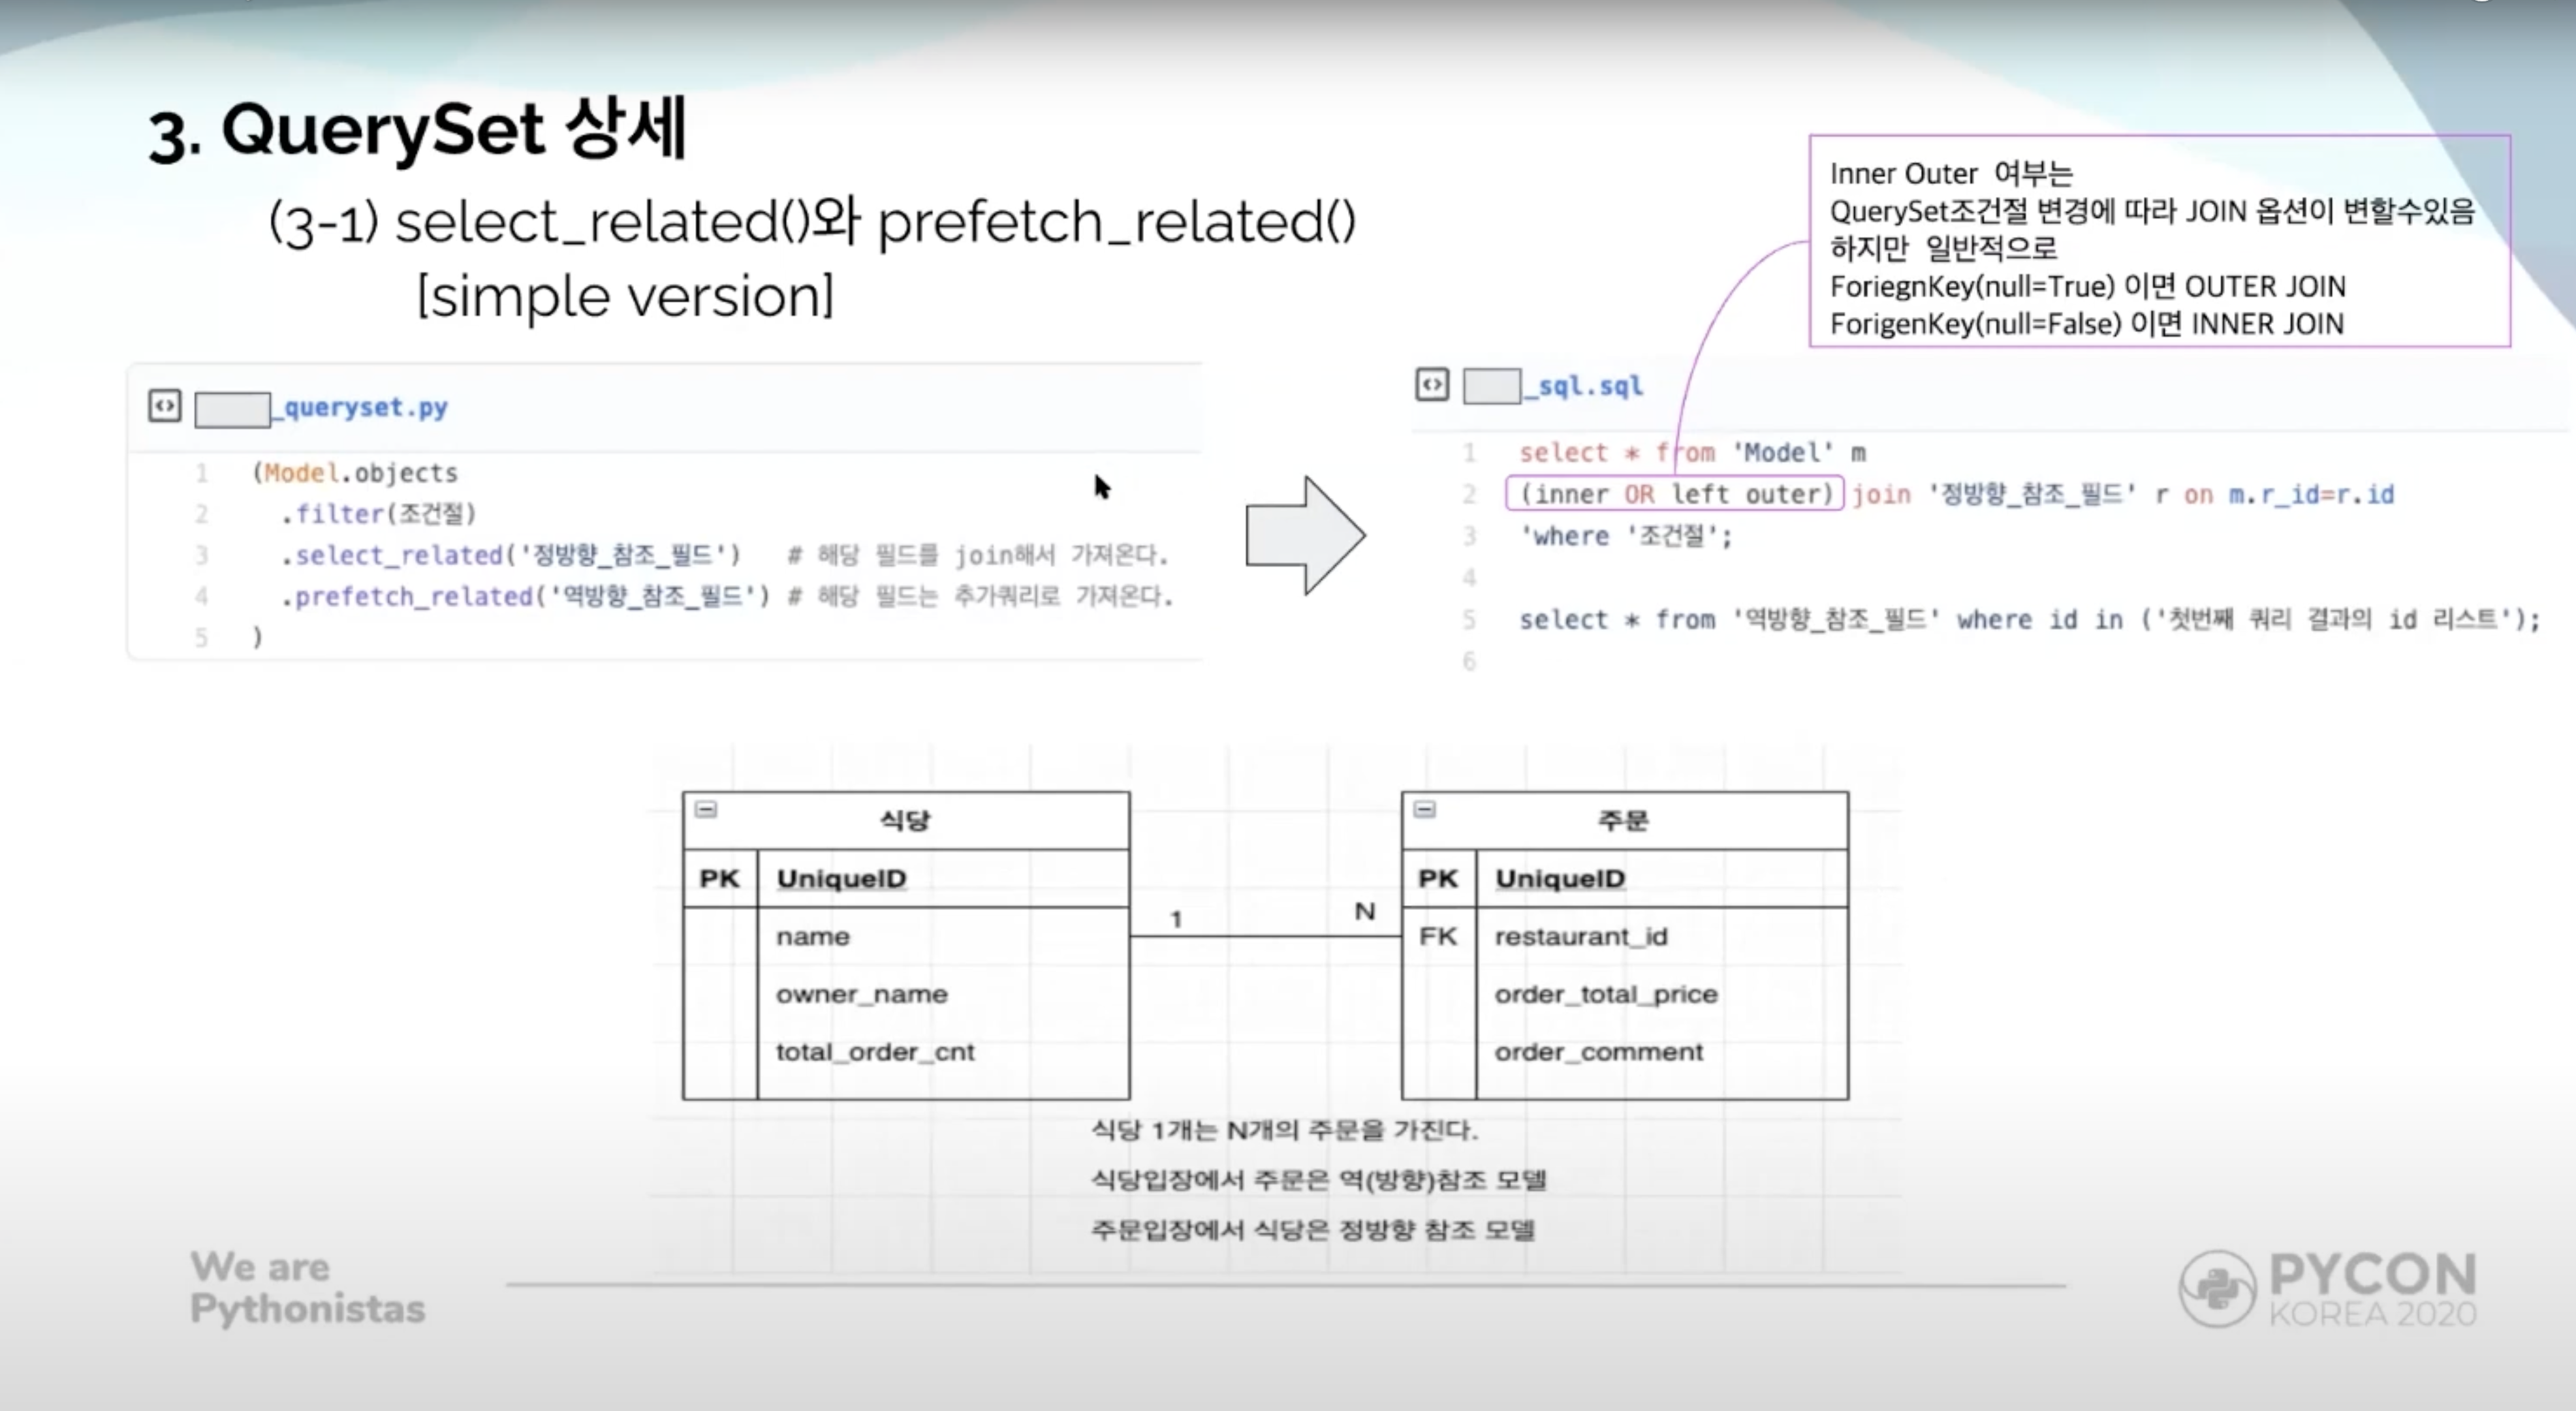 3. QuerySet 상세
(3-1) select_related()와 prefetch_related()
[simple version]
Inner Outer 여부는
QuerySet조건절 변경에 따라 JOIN 옵션이 변할수있음
하지만 일반적으로
ForiegnKey(null=True) 이면 OUTER JOIN
ForigenKey(null=False) 이면 INNER JOIN
_queryset.py
1 (Model.objects
2 .filter(조건절)
3 .select_related('정방향_참조_필드') # 해당 필드를 join해서 가져온다.
4 .prefetch_related('역방향_참조_필드') # 해당 필드는 추가쿼리로 가져온다.
5 )
_sql.sql
1 select * from 'Model' m
2 (inner OR left outer) join '정방향_참조_필드' r on m.r_id=r.id
3 'where '조건절';
4
5 select * from '역방향_참조_필드' where id in ('첫번째 쿼리 결과의 id 리스트');
6
식당
PK UniqueID
name
owner_name
total_order_cnt
1 N
주문
PK UniqueID
FK restaurant_id
order_total_price
order_comment
식당 1개는 N개의 주문을 가진다.
식당입장에서 주문은 역(방향)참조 모델
주문입장에서 식당은 정방향 참조 모델
We are
Pythonistas
PYCON
KOREA 2020